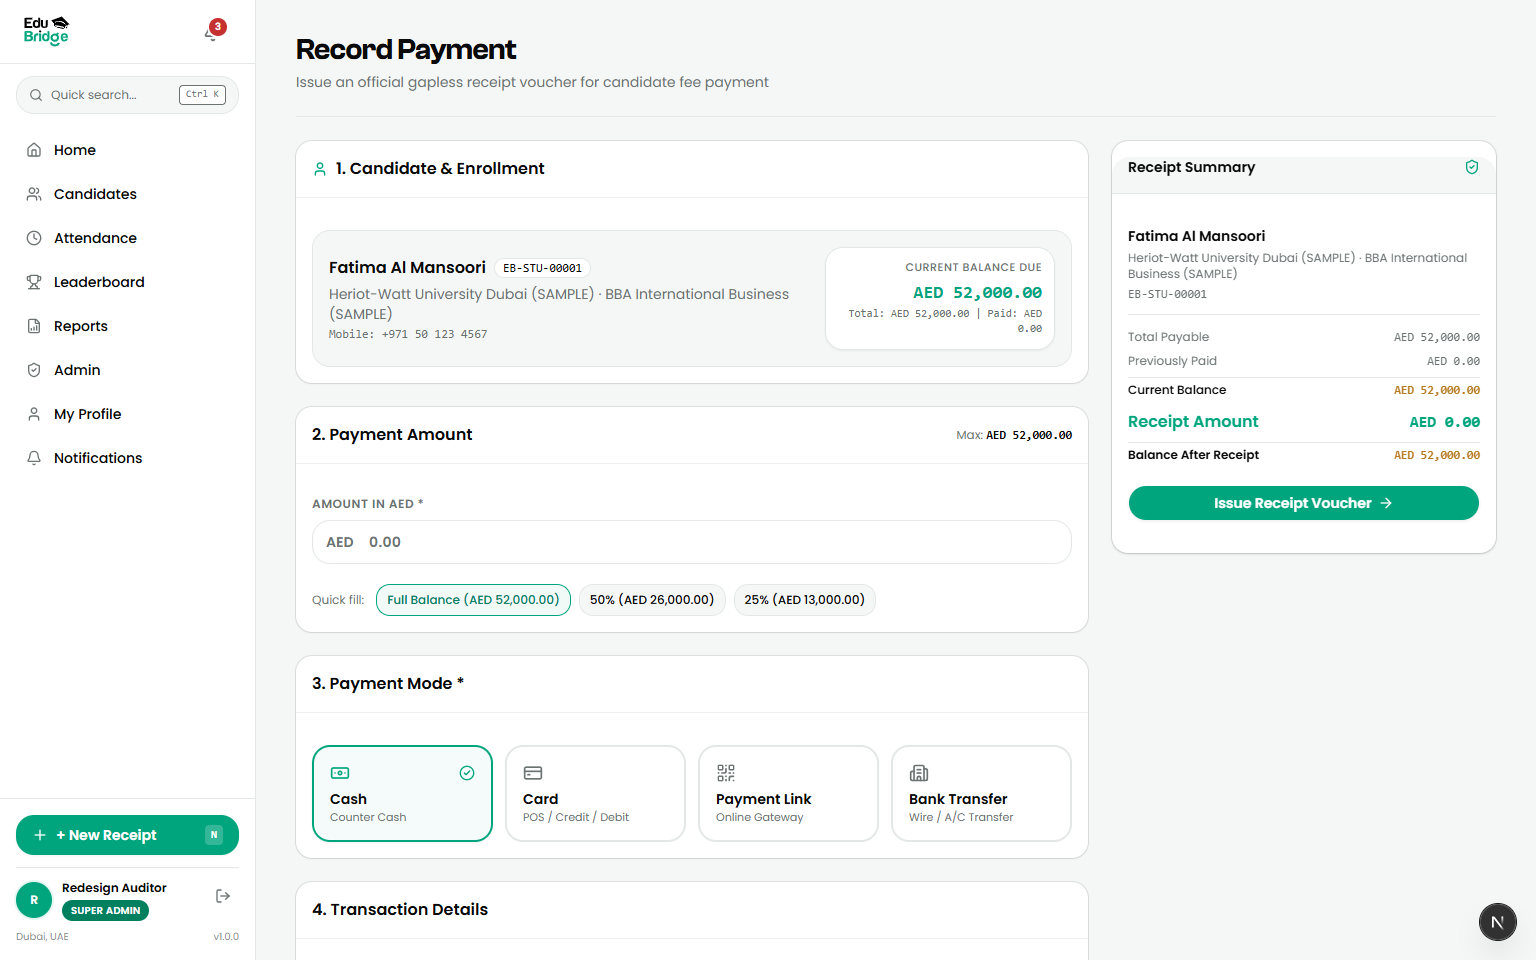 Edu
Bridge
3
Quick search...
Ctrl K
Home
Candidates
Attendance
Leaderboard
Reports
Admin
My Profile
Notifications
+ New Receipt
N
R
Redesign Auditor
SUPER ADMIN
Dubai, UAE
v1.0.0
Record Payment
Issue an official gapless receipt voucher for candidate fee payment
1. Candidate & Enrollment
Fatima Al Mansoori
EB-STU-00001
Heriot-Watt University Dubai (SAMPLE) · BBA International Business
(SAMPLE)
Mobile: +971 50 123 4567
CURRENT BALANCE DUE
AED 52,000.00
Total: AED 52,000.00 | Paid: AED
0.00
2. Payment Amount
Max: AED 52,000.00
AMOUNT IN AED *
AED 0.00
Quick fill:
Full Balance (AED 52,000.00)
50% (AED 26,000.00)
25% (AED 13,000.00)
3. Payment Mode *
Cash
Counter Cash
Card
POS / Credit / Debit
Payment Link
Online Gateway
Bank Transfer
Wire / A/C Transfer
4. Transaction Details
Receipt Summary
Fatima Al Mansoori
Heriot-Watt University Dubai (SAMPLE) · BBA International
Business (SAMPLE)
EB-STU-00001
Total Payable
AED 52,000.00
Previously Paid
AED 0.00
Current Balance
AED 52,000.00
Receipt Amount
AED 0.00
Balance After Receipt
AED 52,000.00
Issue Receipt Voucher
N